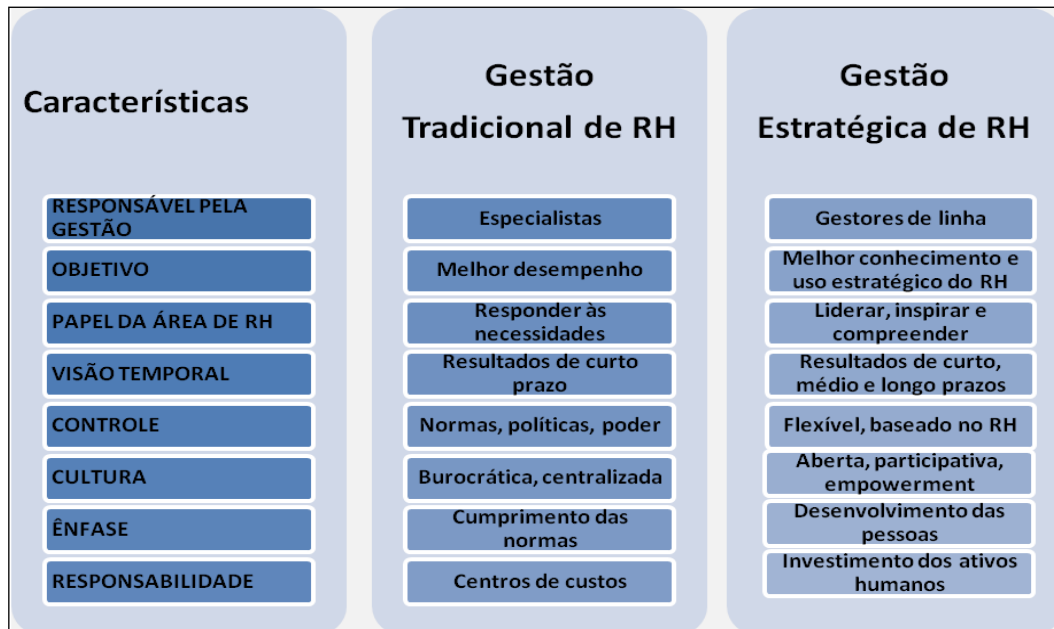 Característícas
Gestão
Tradicional de RH
Gestão
Estratégica de RH
RESPONSÁVEL PELA
GESTÃO
Especialistas
Gestores de linha
OBJETIVO
Melhor desempenho
Melhor conhecimento e
uso estratégico do RH
PAPEL DA ÁREA DE RH
Responder às
necessidades
Liderar, inspirar e
compreender
VISÃO TEMPORAL
Resultados de curto
prazo
Resultados de curto,
médio e longo prazos
CONTROLE
Normas, políticas, poder
Flexível, baseado no RH
CULTURA
Burocrática, centralizada
Aberta, participativa,
empowerment
ÊNFASE
Cumprimento das
normas
Desenvolvimento das
pessoas
RESPONSABILIDADE
Centros de custos
Investimento dos ativos
humanos